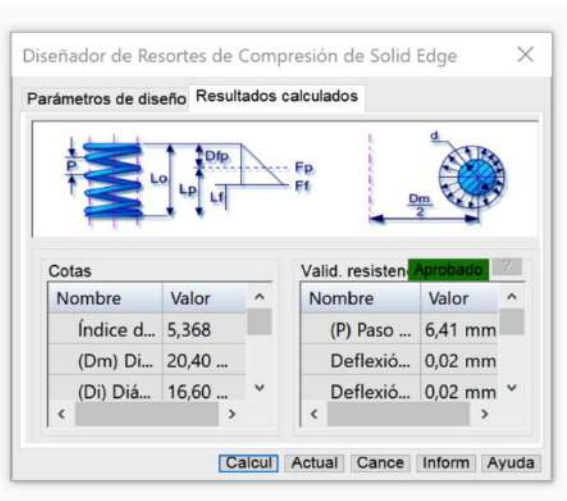 Diseñador de Resortes de Compresión de Solid Edge
Parámetros de diseño Resultados calculados
P
Lo
Lp
Dfp
Lf
Fp
Ff
d
Dm
2
Cotas
Nombre Valor
Índice d... 5,368
(Dm) Di... 20,40 ...
(Di) Diá... 16,60 ...
Valid. resisten Aprobado ?
Nombre Valor
(P) Paso ... 6,41 mm
Deflexió... 0,02 mm
Deflexió... 0,02 mm
Calcul Actual Cance Inform Ayuda